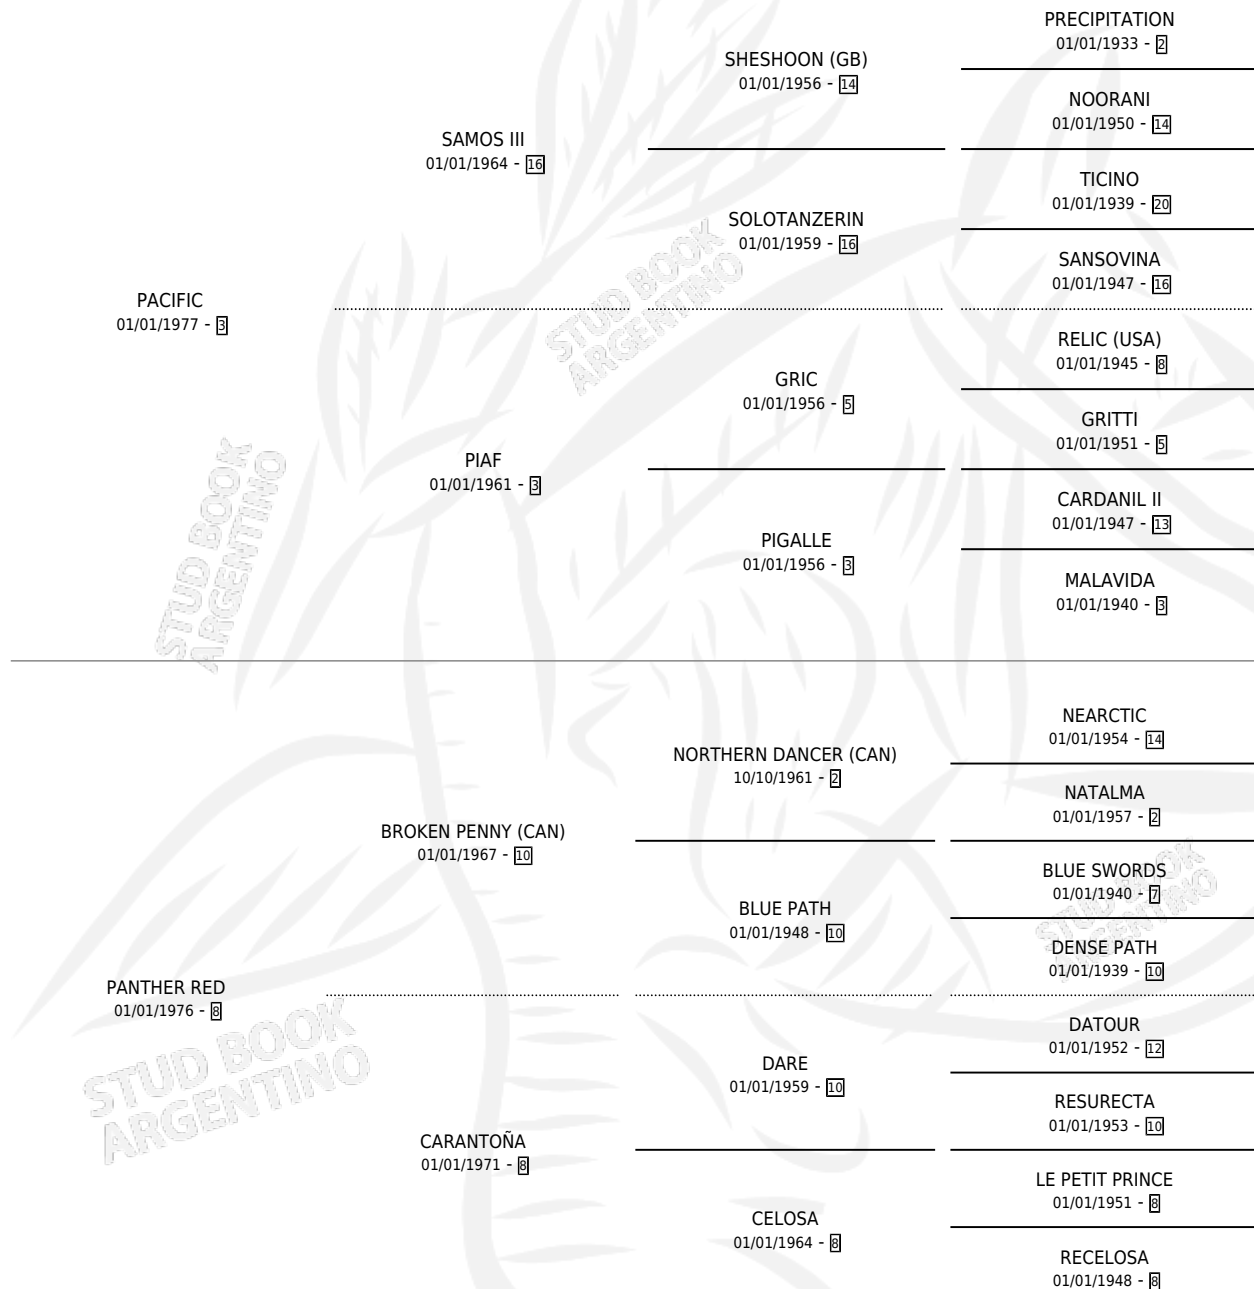 PRECIPITATION
01/01/1933 - 2
SHESHOON (GB)
01/01/1956 - 14
NOORANI
01/01/1950 - 14
SAMOS III
01/01/1964 - 16
TICINO
01/01/1939 - 20
SOLOTANZERIN
01/01/1959 - 16
SANSOVINA
01/01/1947 - 16
PACIFIC
01/01/1977 - 3
RELIC (USA)
01/01/1945 - 8
GRIC
01/01/1956 - 5
GRITTI
01/01/1951 - 5
PIAF
01/01/1961 - 3
CARDANIL II
01/01/1947 - 13
PIGALLE
01/01/1956 - 3
MALAVIDA
01/01/1940 - 3
NEARCTIC
01/01/1954 - 14
NORTHERN DANCER (CAN)
10/10/1961 - 2
NATALMA
01/01/1957 - 2
BROKEN PENNY (CAN)
01/01/1967 - 10
BLUE SWORDS
01/01/1940 - 7
BLUE PATH
01/01/1948 - 10
DENSE PATH
01/01/1939 - 10
PANTHER RED
01/01/1976 - 8
DATOUR
01/01/1952 - 12
DARE
01/01/1959 - 10
RESURECTA
01/01/1953 - 10
CARANTOÑA
01/01/1971 - 8
LE PETIT PRINCE
01/01/1951 - 8
CELOSA
01/01/1964 - 8
RECELOSA
01/01/1948 - 8
STUD BOOK
ARGENTINO
STUD BOOK
ARGENTINO
STUD BOOK
ARGENTINO
STUD BOOK
ARGENTINO